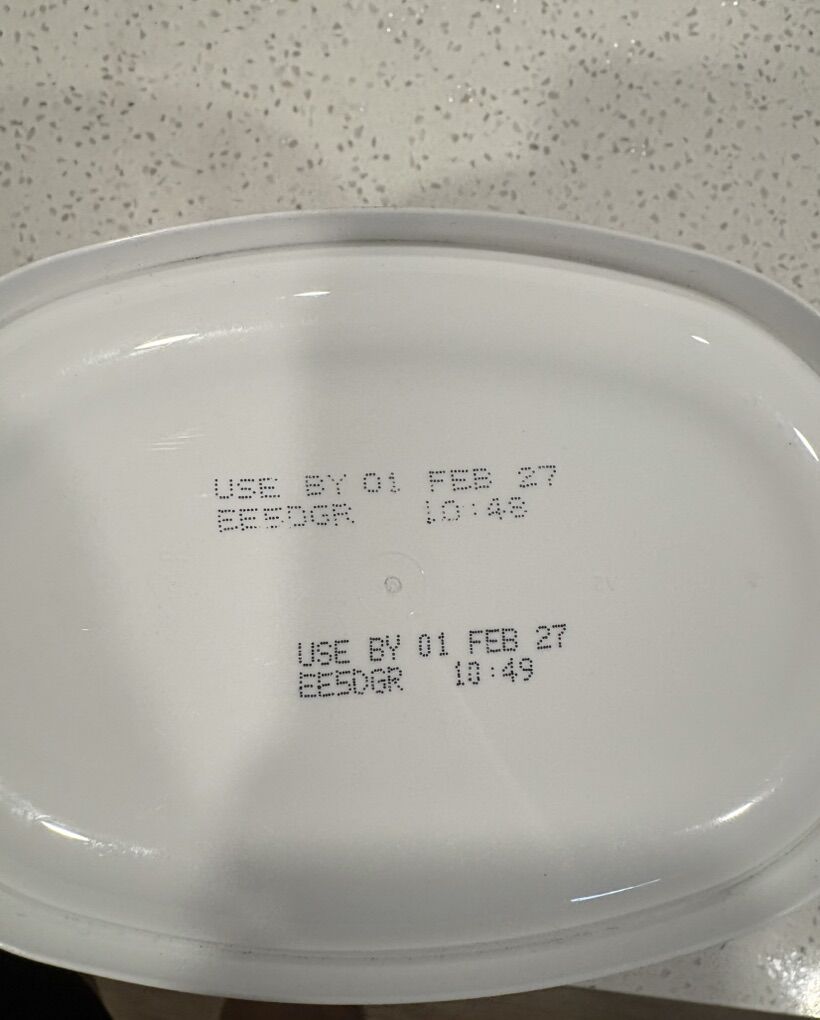 USE BY 01 FEB 27
EE5DGR 10:48
USE BY 01 FEB 27
EE5DGR 10:49